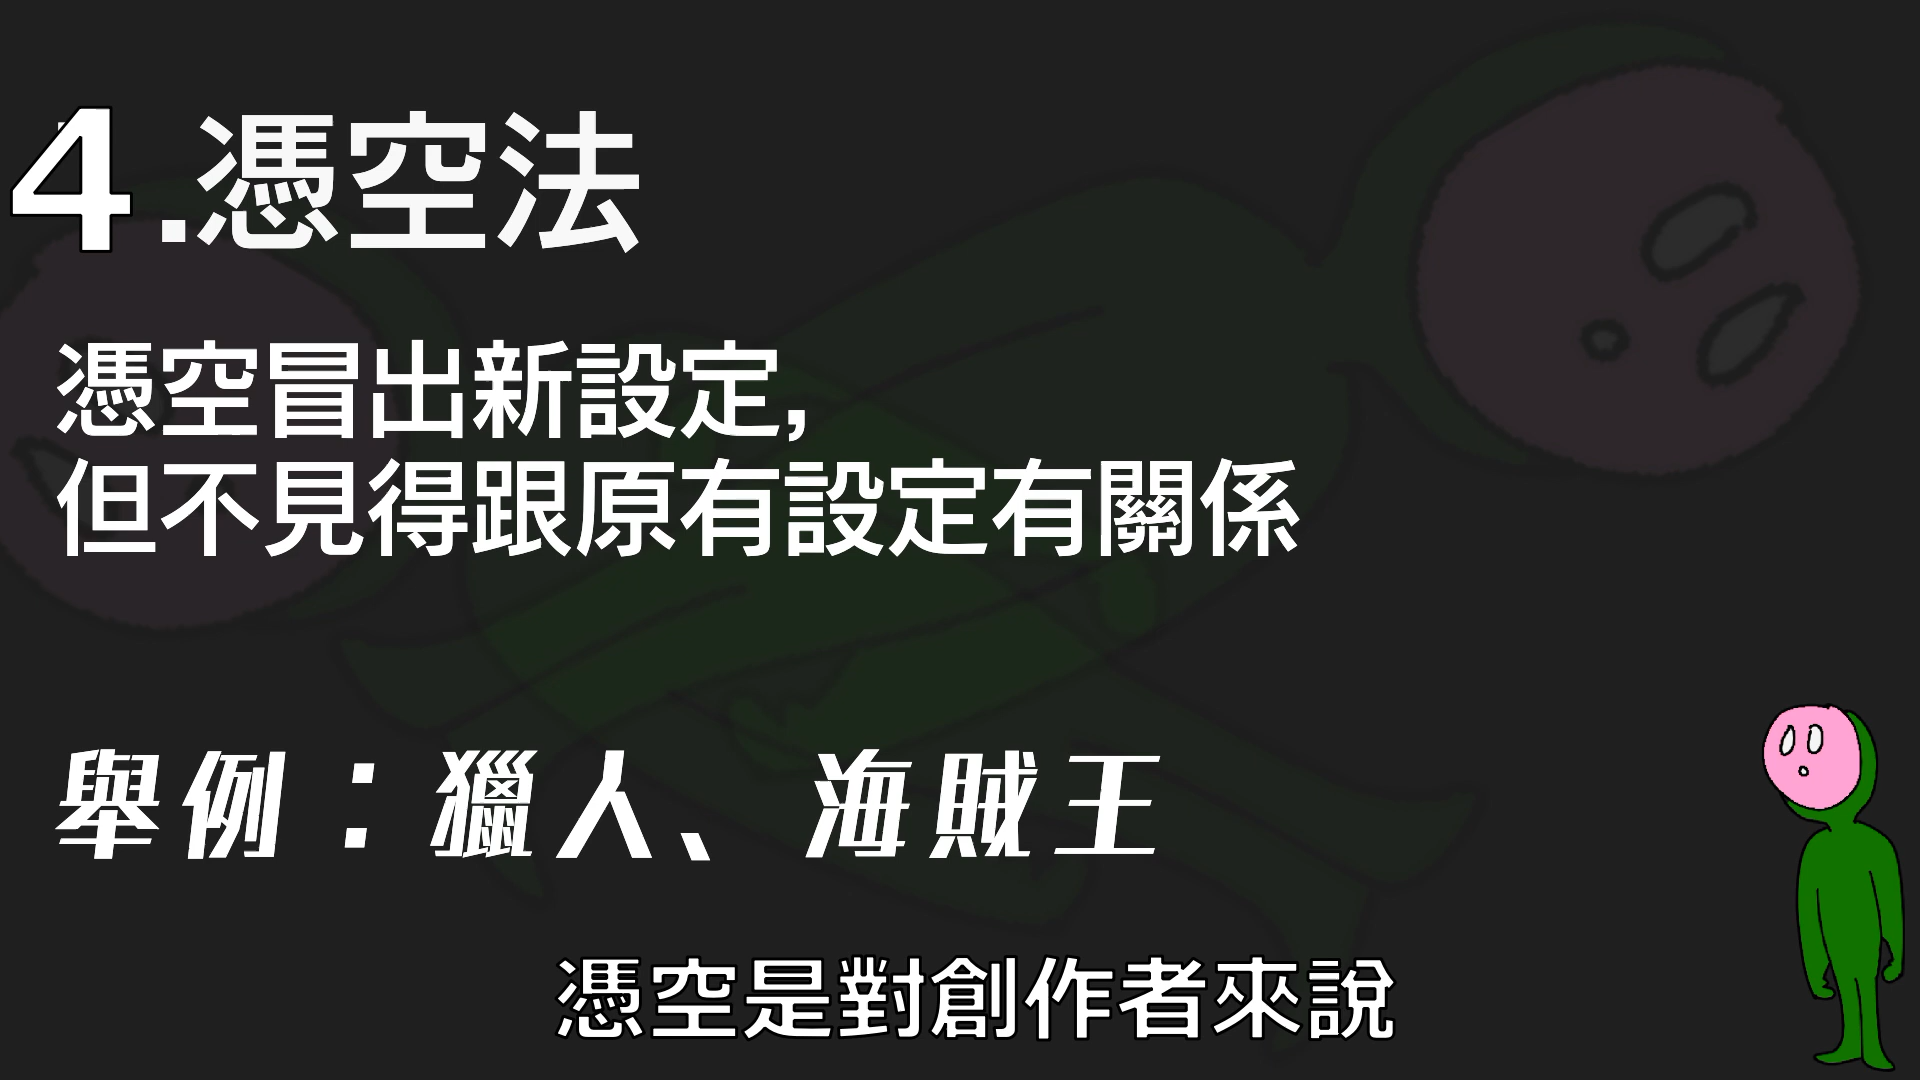 4.憑空法
憑空冒出新設定,
但不見得跟原有設定有關係
舉例：獵人、海賊王
憑空是對創作者來說